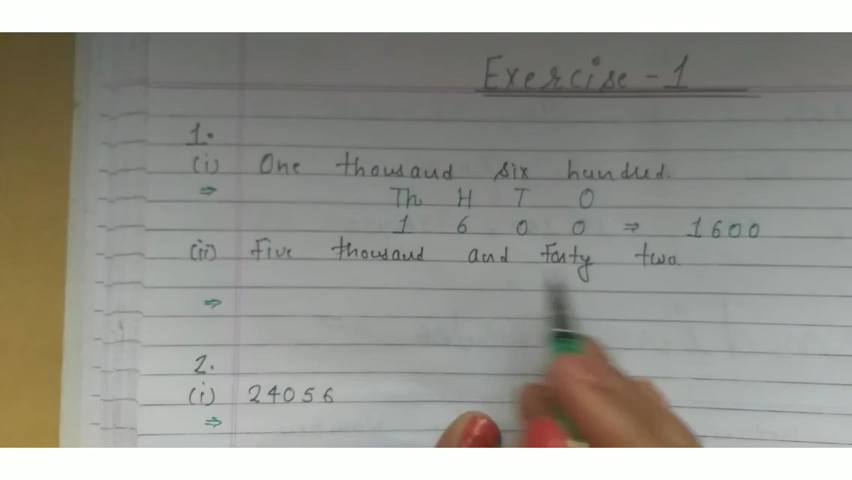 Exercise - 1
1.
(i) One thousand six hundred.
⇒ Th H T O
1 6 0 0 ⇒ 1600
(ii) Five thousand and Forty two.
⇒
2.
(i) 24056
⇒